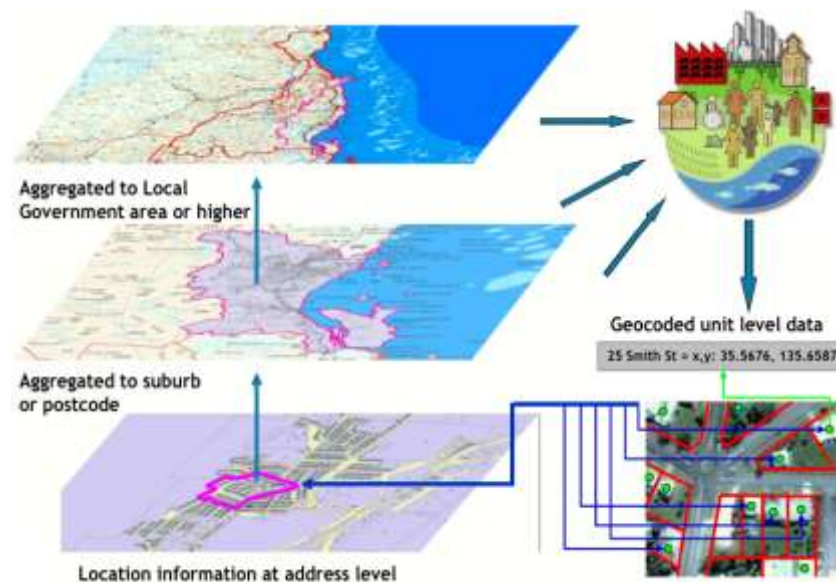 Aggregated to Local
Government area or higher
Geocoded unit level data
25 Smith St = x,y: 35.5676, 135.6587
Aggregated to suburb
or postcode
Location information at address level